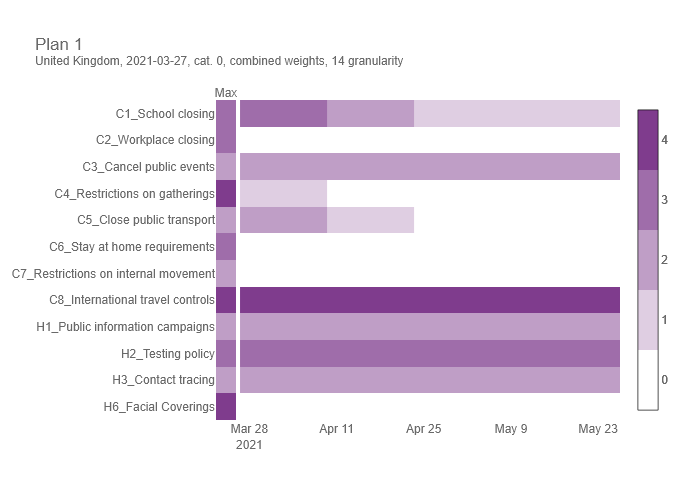 Plan 1
United Kingdom, 2021-03-27, cat. 0, combined weights, 14 granularity
Max
C1_School closing
C2_Workplace closing
C3_Cancel public events
C4_Restrictions on gatherings
C5_Close public transport
C6_Stay at home requirements
C7_Restrictions on internal movement
C8_International travel controls
H1_Public information campaigns
H2_Testing policy
H3_Contact tracing
H6_Facial Coverings
4
3
2
1
0
Mar 28 Apr 11 Apr 25 May 9 May 23
2021